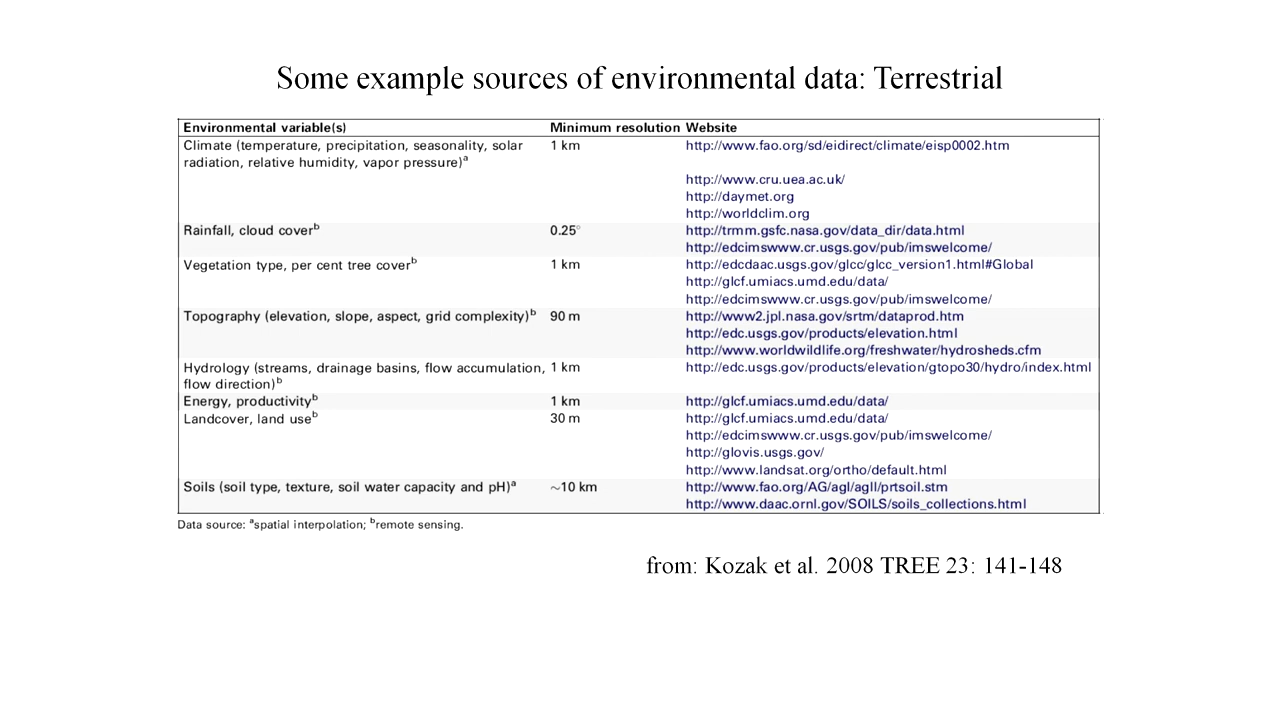 Some example sources of environmental data: Terrestrial
Environmental variable(s) Minimum resolution Website
Climate (temperature, precipitation, seasonality, solar 1 km http://www.fao.org/sd/eidirect/climate/eisp0002.htm
radiation, relative humidity, vapor pressure)a
http://www.cru.uea.ac.uk/
http://daymet.org
http://worldclim.org
Rainfall, cloud coverb 0.25° http://trmm.gsfc.nasa.gov/data_dir/data.html
http://edcimswww.cr.usgs.gov/pub/imswelcome/
Vegetation type, per cent tree coverb 1 km http://edcdaac.usgs.gov/glcc/glcc_version1.html#Global
http://glcf.umiacs.umd.edu/data/
http://edcimswww.cr.usgs.gov/pub/imswelcome/
Topography (elevation, slope, aspect, grid complexity)b 90 m http://www2.jpl.nasa.gov/srtm/dataprod.htm
http://edc.usgs.gov/products/elevation.html
http://www.worldwildlife.org/freshwater/hydrosheds.cfm
Hydrology (streams, drainage basins, flow accumulation, 1 km http://edc.usgs.gov/products/elevation/gtopo30/hydro/index.html
flow direction)b
Energy, productivityb 1 km http://glcf.umiacs.umd.edu/data/
Landcover, land useb 30 m http://glcf.umiacs.umd.edu/data/
http://edcimswww.cr.usgs.gov/pub/imswelcome/
http://glovis.usgs.gov/
http://www.landsat.org/ortho/default.html
Soils (soil type, texture, soil water capacity and pH)a ~10 km http://www.fao.org/AG/agl/agll/prtsoil.stm
http://www.daac.ornl.gov/SOILS/soils_collections.html
Data source: aspatial interpolation; bremote sensing.
from: Kozak et al. 2008 TREE 23: 141-148